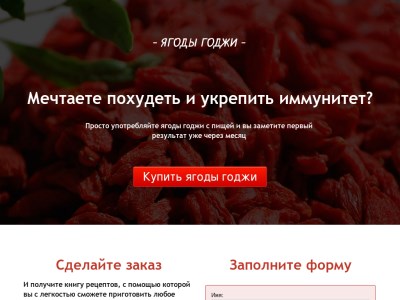 ~ ЯГОДЫ ГОДЖИ ~
Мечтаете похудеть и укрепить иммунитет?
Просто употребляйте ягоды годжи с пищей и вы заметите первый
результат уже через месяц
Купить ягоды годжи
Сделайте заказ
И получите книгу рецептов, с помощью которой
вы с легкостью сможете приготовить любое
Заполните форму
Имя: